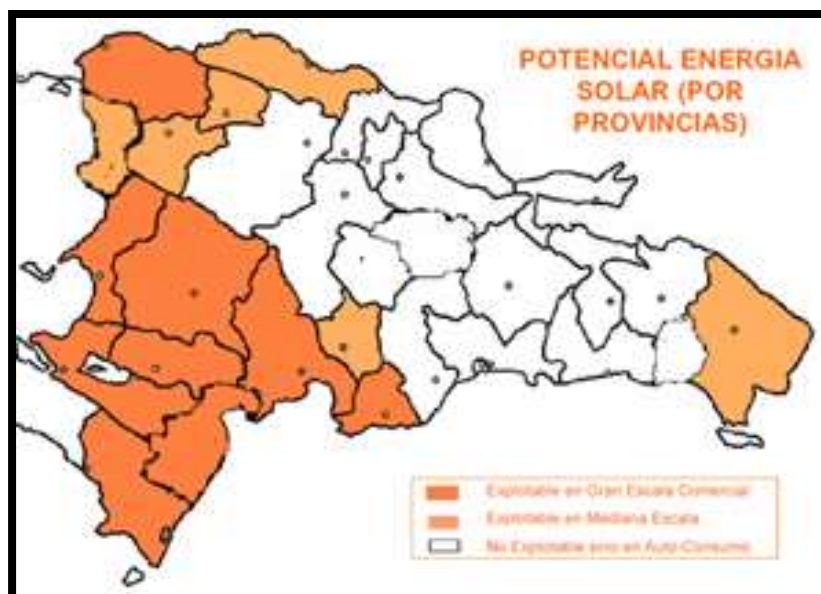 POTENCIAL ENERGIA
SOLAR (POR
PROVINCIAS)
Explotable en Gran Escala Comercial
Explotable en Mediana Escala
No Explotable sino en Auto-Consumo